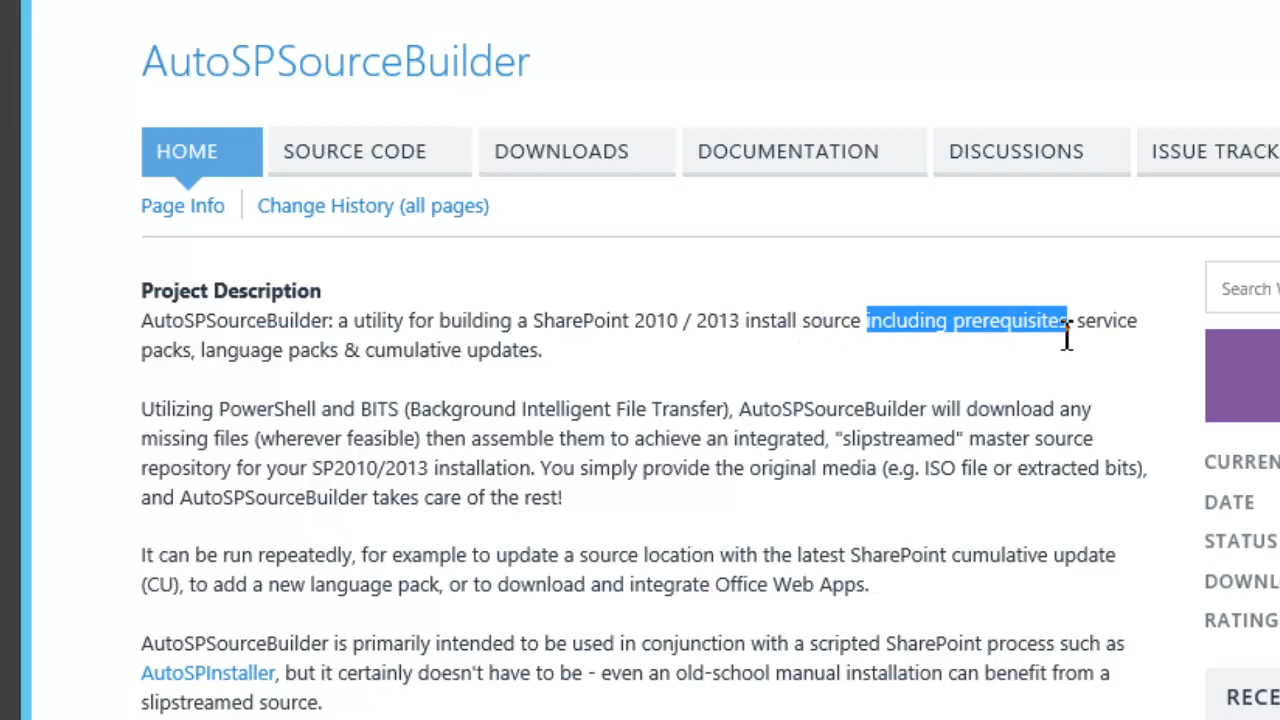 AutoSPSourceBuilder
HOME SOURCE CODE DOWNLOADS DOCUMENTATION DISCUSSIONS ISSUE TRACK
Page Info Change History (all pages)
Project Description
AutoSPSourceBuilder: a utility for building a SharePoint 2010 / 2013 install source including prerequisites, service
packs, language packs & cumulative updates.
Search
Utilizing PowerShell and BITS (Background Intelligent File Transfer), AutoSPSourceBuilder will download any
missing files (wherever feasible) then assemble them to achieve an integrated, "slipstreamed" master source
repository for your SP2010/2013 installation. You simply provide the original media (e.g. ISO file or extracted bits),
and AutoSPSourceBuilder takes care of the rest!
It can be run repeatedly, for example to update a source location with the latest SharePoint cumulative update
(CU), to add a new language pack, or to download and integrate Office Web Apps.
AutoSPSourceBuilder is primarily intended to be used in conjunction with a scripted SharePoint process such as
AutoSPInstaller, but it certainly doesn't have to be - even an old-school manual installation can benefit from a
slipstreamed source.
CURREN
DATE
STATUS
DOWNL
RATING
RECE